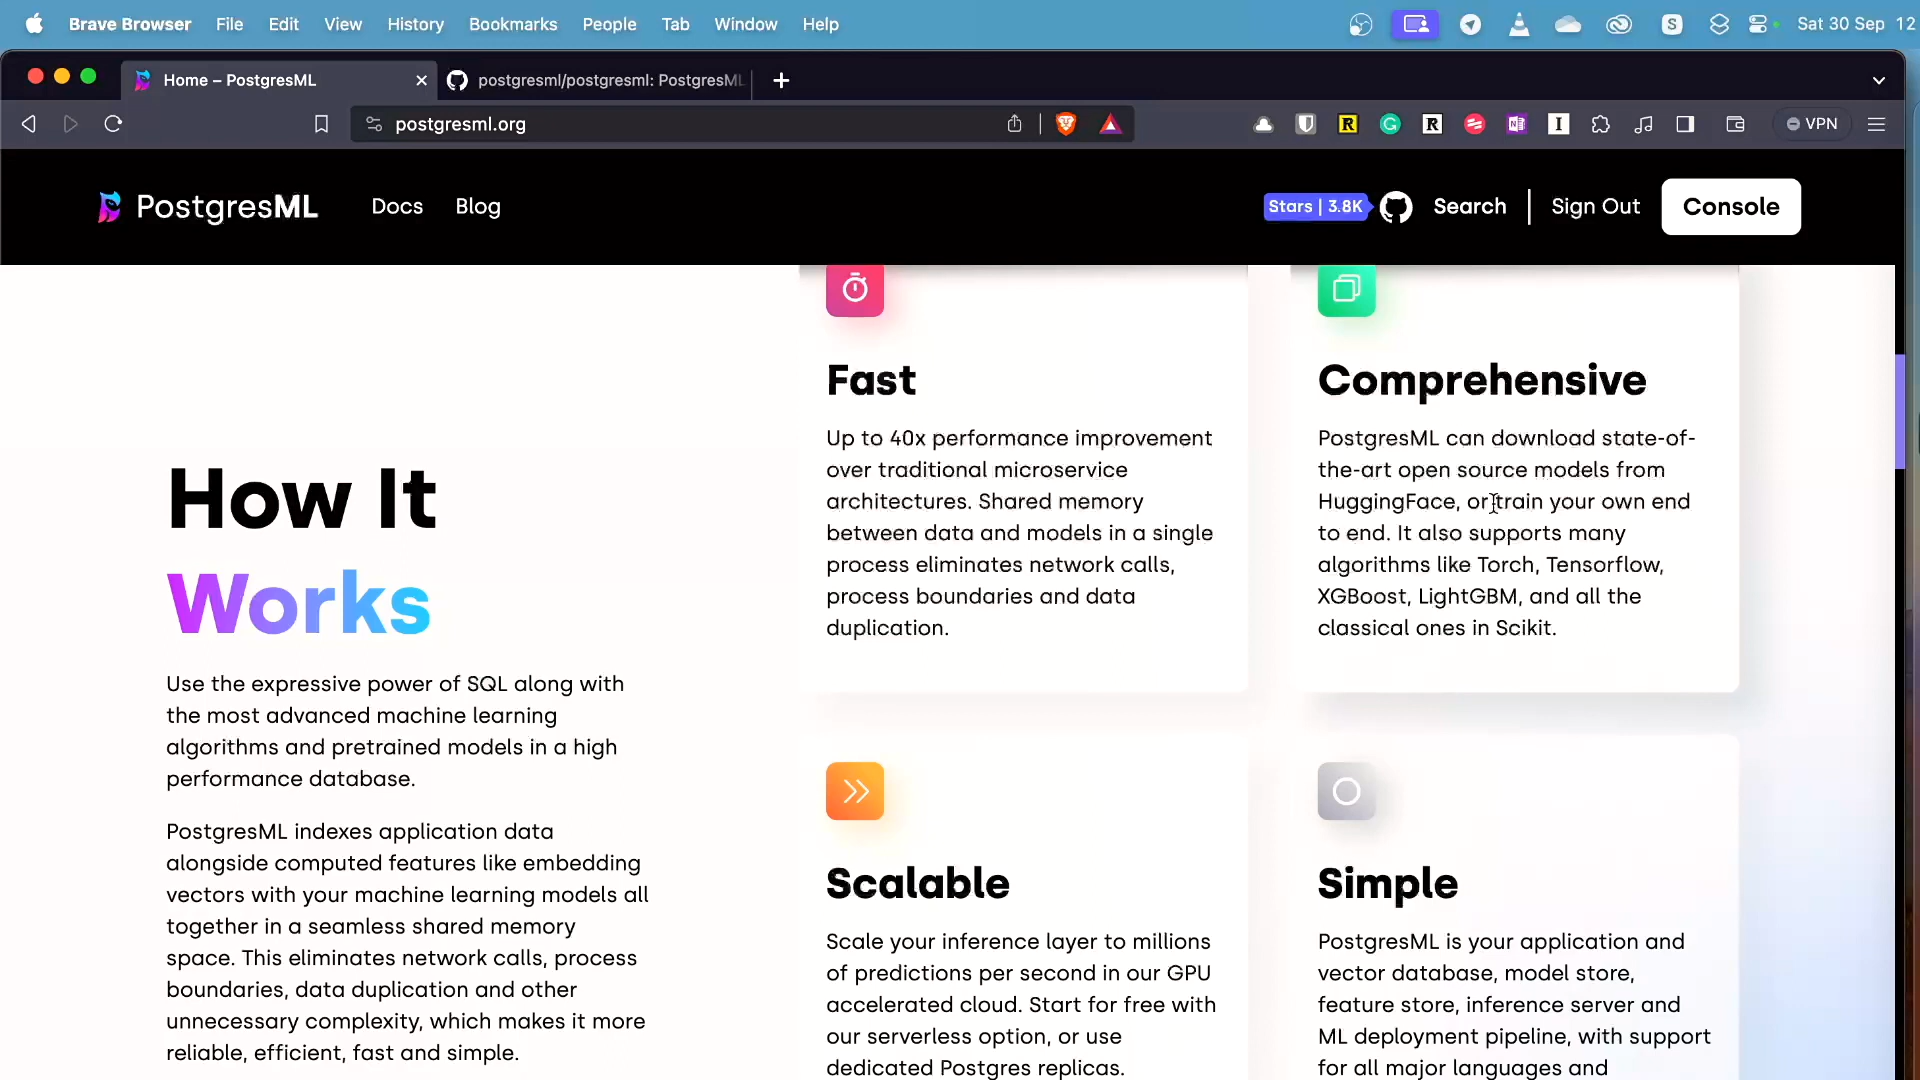 Brave Browser File Edit View History Bookmarks People Tab Window Help
S
Sat 30 Sep 12
Home – PostgresML
postgresml/postgresml: PostgresML
postgresml.org
R
G
R
N
I
VPN
PostgresML
Docs
Blog
Stars | 3.8K
Search
Sign Out
Console
How It
Works
Use the expressive power of SQL along with
the most advanced machine learning
algorithms and pretrained models in a high
performance database.
PostgresML indexes application data
alongside computed features like embedding
vectors with your machine learning models all
together in a seamless shared memory
space. This eliminates network calls, process
boundaries, data duplication and other
unnecessary complexity, which makes it more
reliable, efficient, fast and simple.
Fast
Up to 40x performance improvement
over traditional microservice
architectures. Shared memory
between data and models in a single
process eliminates network calls,
process boundaries and data
duplication.
Comprehensive
PostgresML can download state-of-
the-art open source models from
HuggingFace, or train your own end
to end. It also supports many
algorithms like Torch, Tensorflow,
XGBoost, LightGBM, and all the
classical ones in Scikit.
Scalable
Scale your inference layer to millions
of predictions per second in our GPU
accelerated cloud. Start for free with
our serverless option, or use
dedicated Postgres replicas.
Simple
PostgresML is your application and
vector database, model store,
feature store, inference server and
ML deployment pipeline, with support
for all major languages and